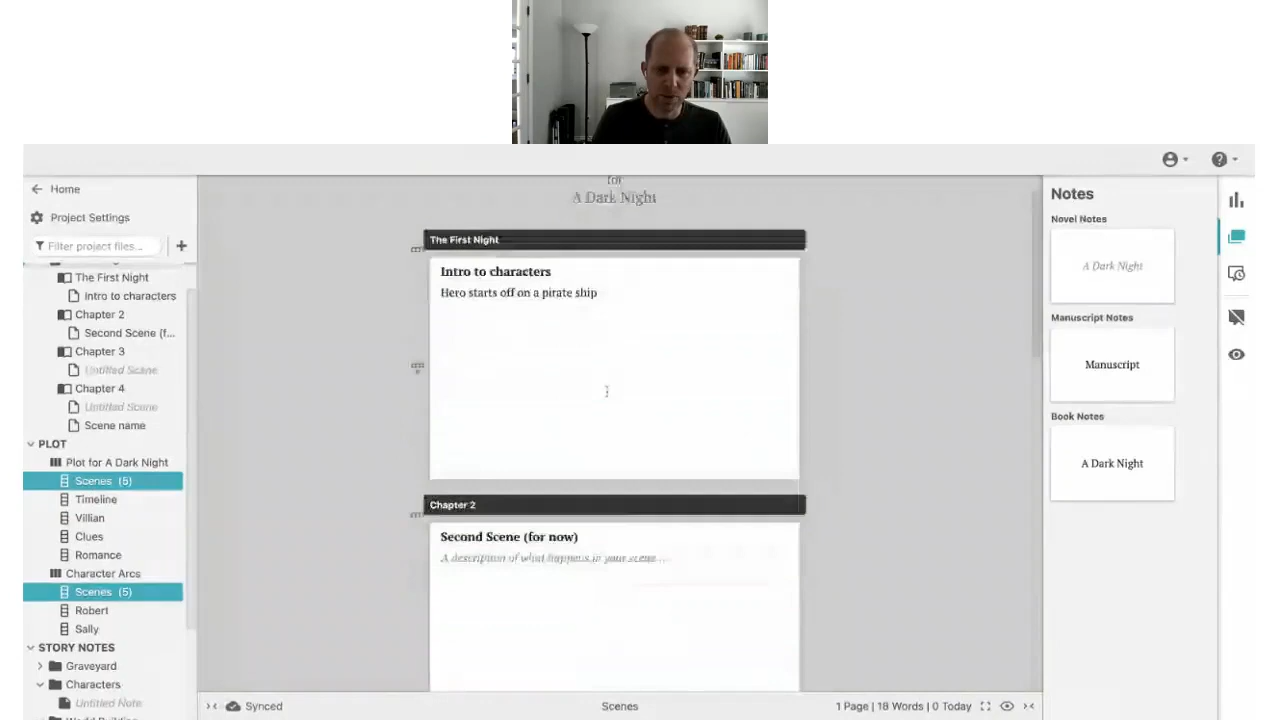 Home
Project Settings
Filter project files...
The First Night
Intro to characters
Chapter 2
Second Scene (f...
Chapter 3
Untitled Scene
Chapter 4
Untitled Scene
Scene name
PLOT
Plot for A Dark Night
Scenes (5)
Timeline
Villian
Clues
Romance
Character Arcs
Scenes (5)
Robert
Sally
STORY NOTES
Graveyard
Characters
Untitled Note
World Building
for
A Dark Night
The First Night
Intro to characters
Hero starts off on a pirate ship
Chapter 2
Second Scene (for now)
A description of what happens in your scene...
Synced
Scenes
1 Page | 18 Words | 0 Today
Notes
Novel Notes
A Dark Night
Manuscript Notes
Manuscript
Book Notes
A Dark Night